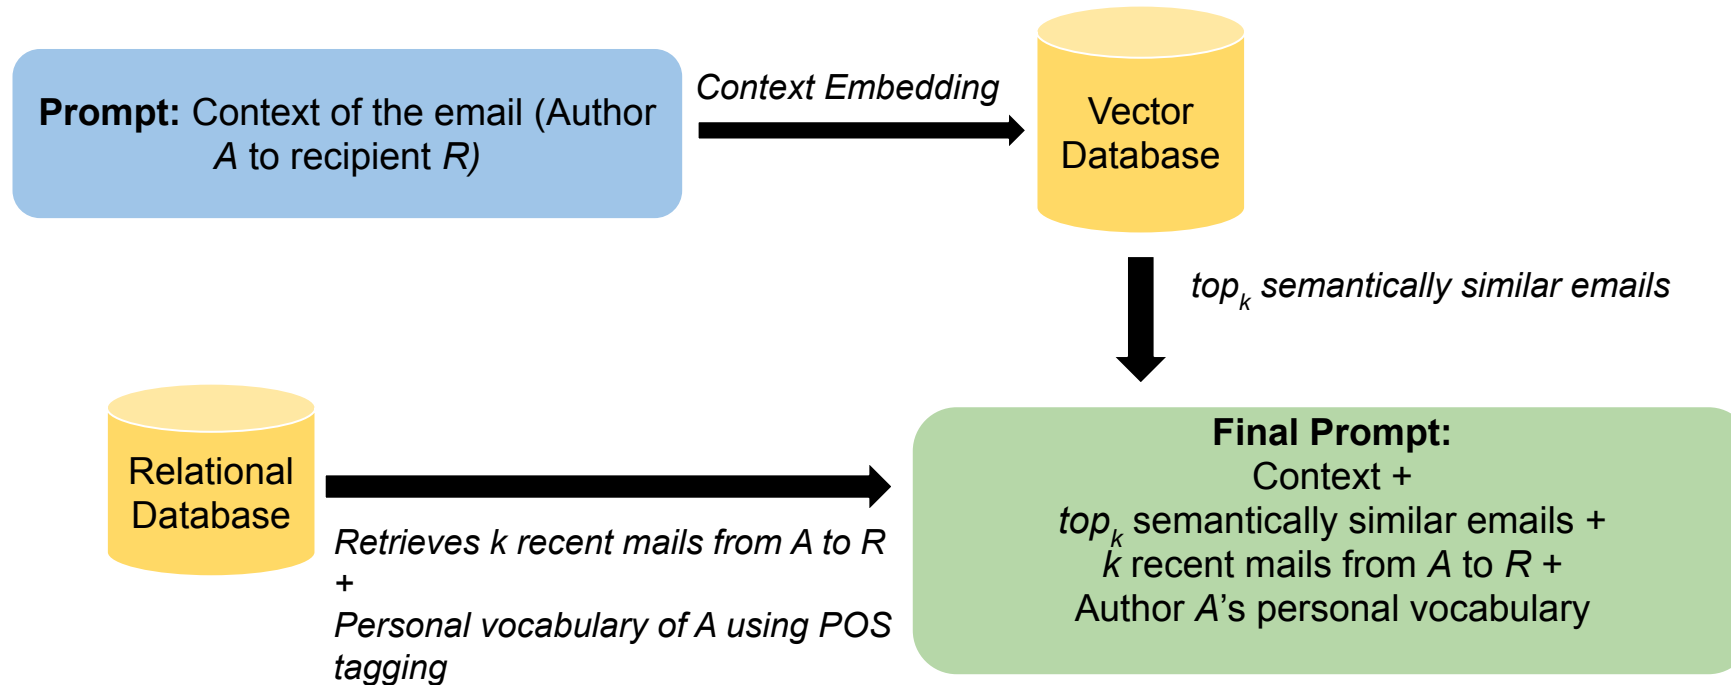 Prompt: Context of the email (Author
A to recipient R)
Context Embedding
Vector
Database
top_k semantically similar emails
Relational
Database
Retrieves k recent mails from A to R
+
Personal vocabulary of A using POS
tagging
Final Prompt:
Context +
top_k semantically similar emails +
k recent mails from A to R +
Author A’s personal vocabulary